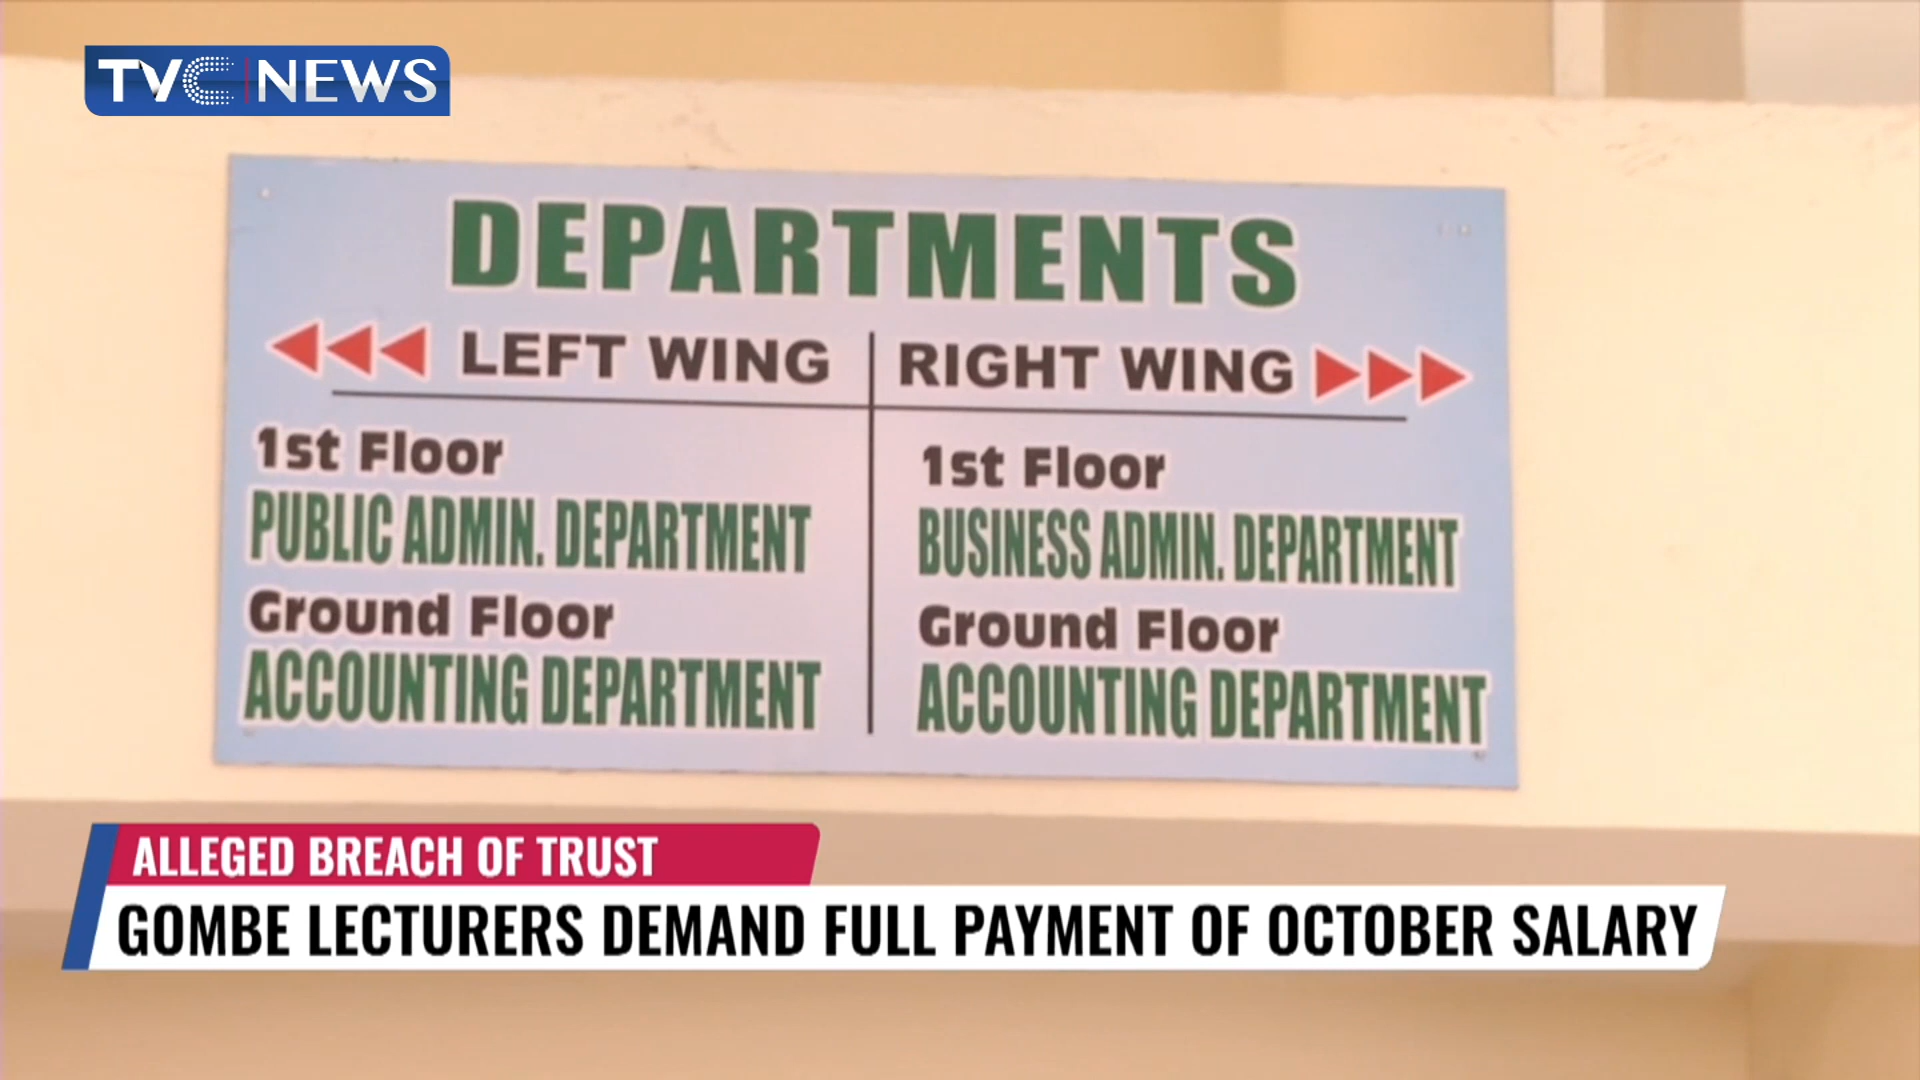 TVC NEWS
DEPARTMENTS
LEFT WING
RIGHT WING
1st Floor
PUBLIC ADMIN. DEPARTMENT
Ground Floor
ACCOUNTING DEPARTMENT
1st Floor
BUSINESS ADMIN. DEPARTMENT
Ground Floor
ACCOUNTING DEPARTMENT
ALLEGED BREACH OF TRUST
GOMBE LECTURERS DEMAND FULL PAYMENT OF OCTOBER SALARY